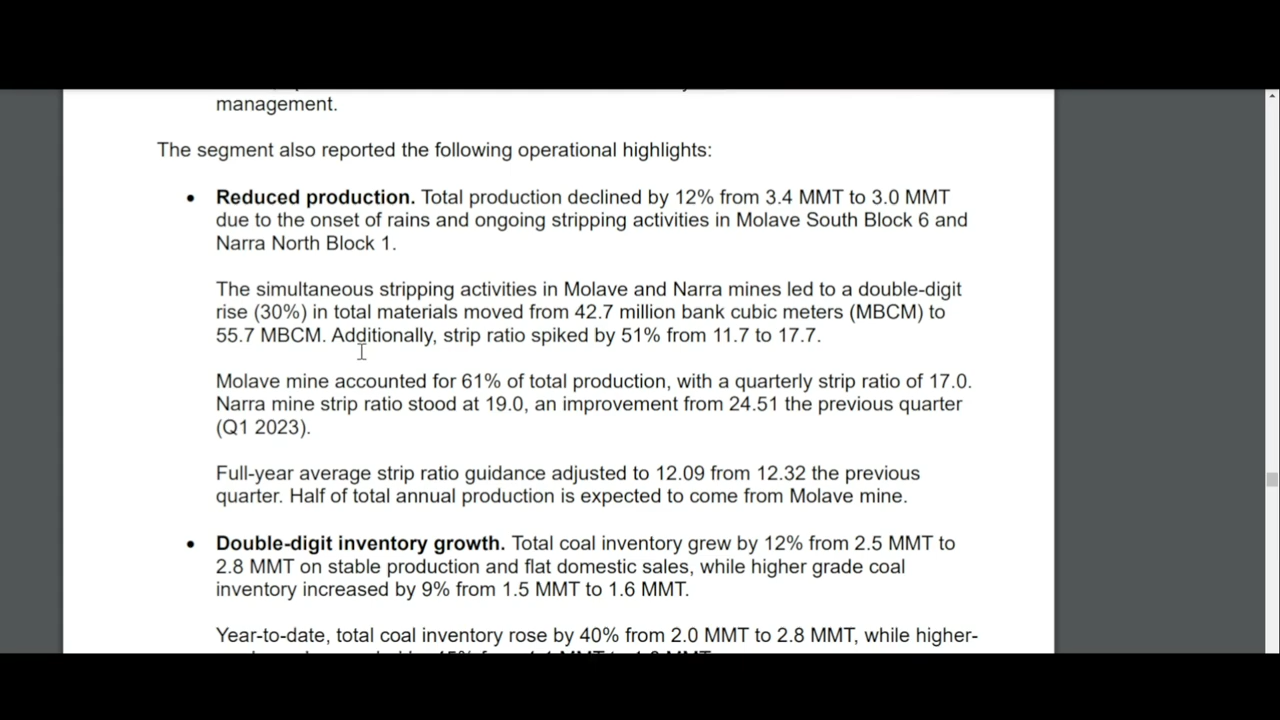 management.
The segment also reported the following operational highlights:
• Reduced production. Total production declined by 12% from 3.4 MMT to 3.0 MMT
due to the onset of rains and ongoing stripping activities in Molave South Block 6 and
Narra North Block 1.
The simultaneous stripping activities in Molave and Narra mines led to a double-digit
rise (30%) in total materials moved from 42.7 million bank cubic meters (MBCM) to
55.7 MBCM. Additionally, strip ratio spiked by 51% from 11.7 to 17.7.
Molave mine accounted for 61% of total production, with a quarterly strip ratio of 17.0.
Narra mine strip ratio stood at 19.0, an improvement from 24.51 the previous quarter
(Q1 2023).
Full-year average strip ratio guidance adjusted to 12.09 from 12.32 the previous
quarter. Half of total annual production is expected to come from Molave mine.
• Double-digit inventory growth. Total coal inventory grew by 12% from 2.5 MMT to
2.8 MMT on stable production and flat domestic sales, while higher grade coal
inventory increased by 9% from 1.5 MMT to 1.6 MMT.
Year-to-date, total coal inventory rose by 40% from 2.0 MMT to 2.8 MMT, while higher-